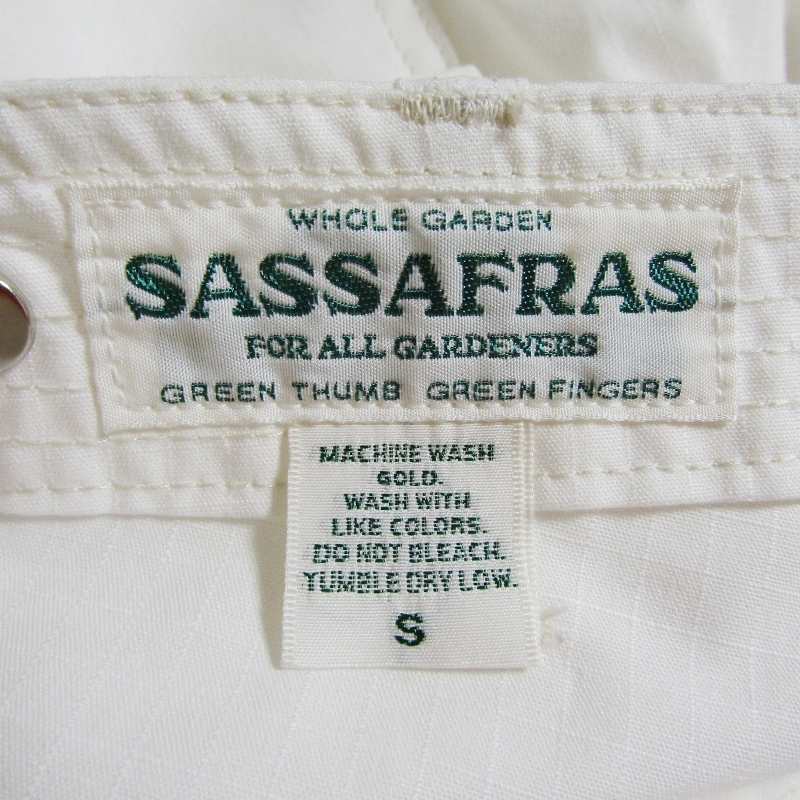 WHOLE GARDEN
SASSAFRAS
FOR ALL GARDENERS
GREEN THUMB GREEN FINGERS
MACHINE WASH
GOLD.
WASH WITH
LIKE COLORS.
DO NOT BLEACH.
TUMBLE DRY LOW.
S